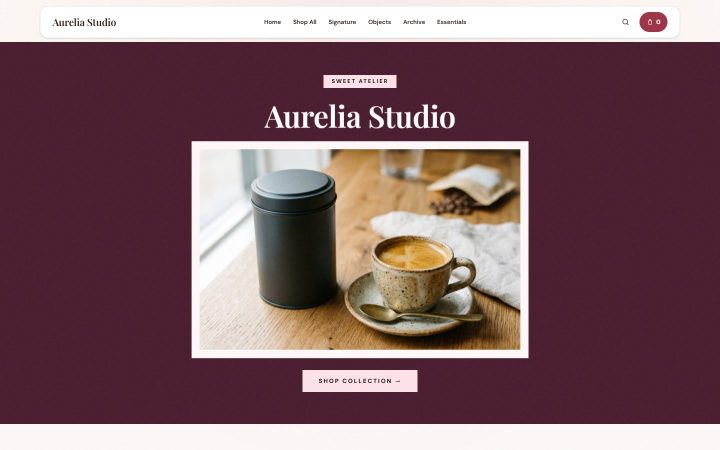 Aurelia Studio
Home Shop All Signature Objects Archive Essentials
0
SWEET ATELIER
Aurelia Studio
SHOP COLLECTION →